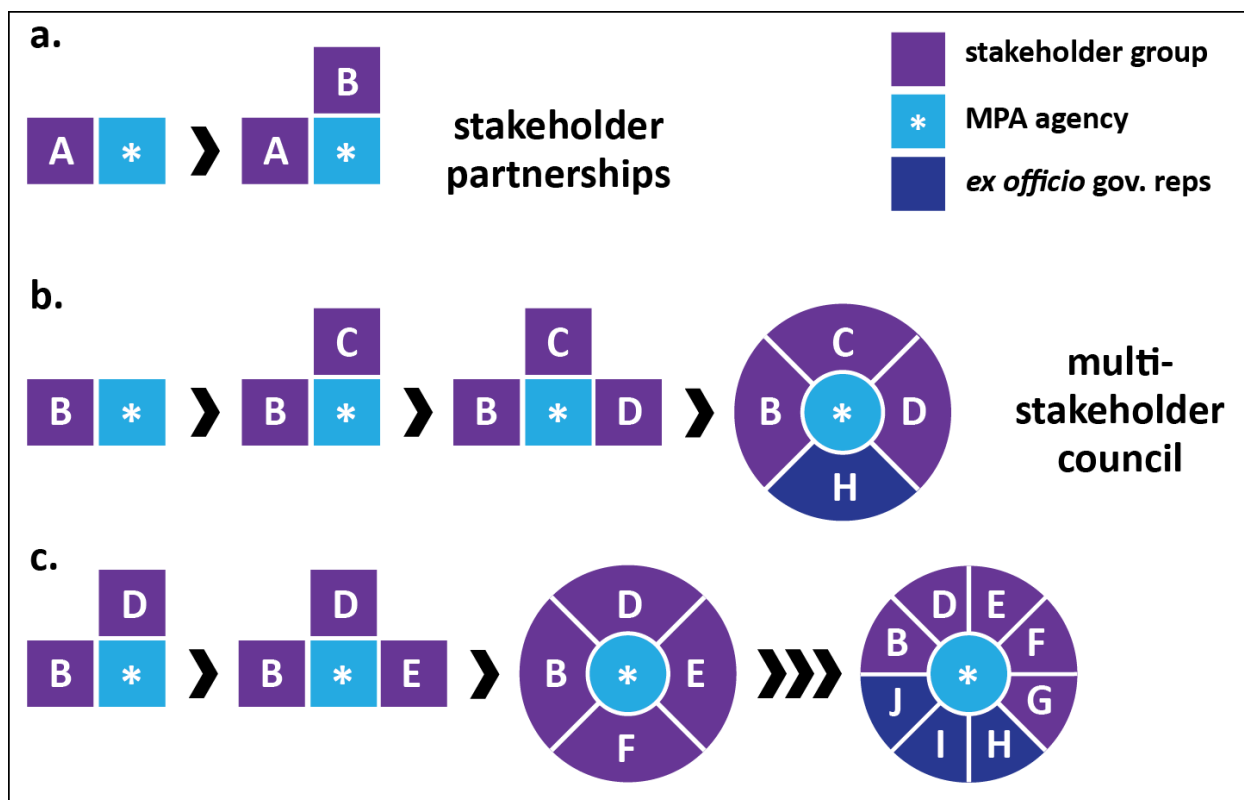 a.
B
A * A *
stakeholder
partnerships
stakeholder group
* MPA agency
ex officio gov. reps
b.
C C C
B * B * B * D B * D
H
multi-
stakeholder
council
c.
D D D D E
B F
B * B * E B * E *
J G
F I H